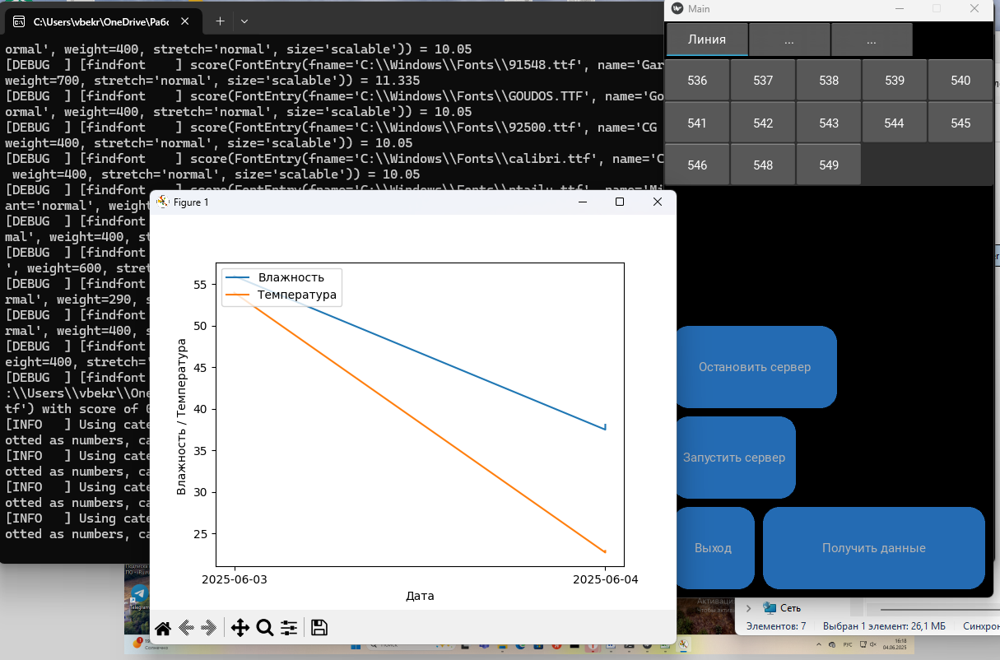 C:\Users\vbekr\OneDrive\Рабс
ormal', weight=400, stretch='normal', size='scalable')) = 10.05
[DEBUG  ] [findfont    ] score(FontEntry(fname='C:\\Windows\\Fonts\\91548.ttf', name='Gar
weight=700, stretch='normal', size='scalable')) = 11.335
[DEBUG  ] [findfont    ] score(FontEntry(fname='C:\\Windows\\Fonts\\GOUDOS.TTF', name='Go
ormal', weight=400, stretch='normal', size='scalable')) = 10.05
[DEBUG  ] [findfont    ] score(FontEntry(fname='C:\\Windows\\Fonts\\92500.ttf', name='CG
weight=400, stretch='normal', size='scalable')) = 10.05
[DEBUG  ] [findfont    ] score(FontEntry(fname='C:\\Windows\\Fonts\\calibri.ttf', name='C
weight=400, stretch='normal', size='scalable')) = 10.05
[DEBUG  ] [findfont    ] score(FontEntry(fname='C:\\Windows\\Fonts\\ntailu.ttf', name='Mi
ant='normal', weight
[DEBUG  ] [findfont
mal', weight=400, st
[DEBUG  ] [findfont
', weight=600, stret
[DEBUG  ] [findfont
rmal', weight=290, s
[DEBUG  ] [findfont
rmal', weight=400, s
[DEBUG  ] [findfont
eight=400, stretch='
[DEBUG  ] [findfont
:\\Users\\vbekr\\One
tf') with score of 0
[INFO   ] Using cate
otted as numbers, ca
[INFO   ] Using cate
otted as numbers, ca
[INFO   ] Using cate
otted as numbers, ca
[INFO   ] Using cate
otted as numbers, ca
Figure 1
Влажность
Температура
55
50
45
40
35
30
25
Влажность / Температура
2025-06-03
2025-06-04
Дата
Main
Линия
...
...
536
537
538
539
540
541
542
543
544
545
546
548
549
Остановить сервер
Запустить сервер
Выход
Получить данные
Сеть
Элементов: 7
Выбран 1 элемент: 26,1 МБ
Синхрон
Telegram
Солнечно
РУС
16:18
04.06.2025